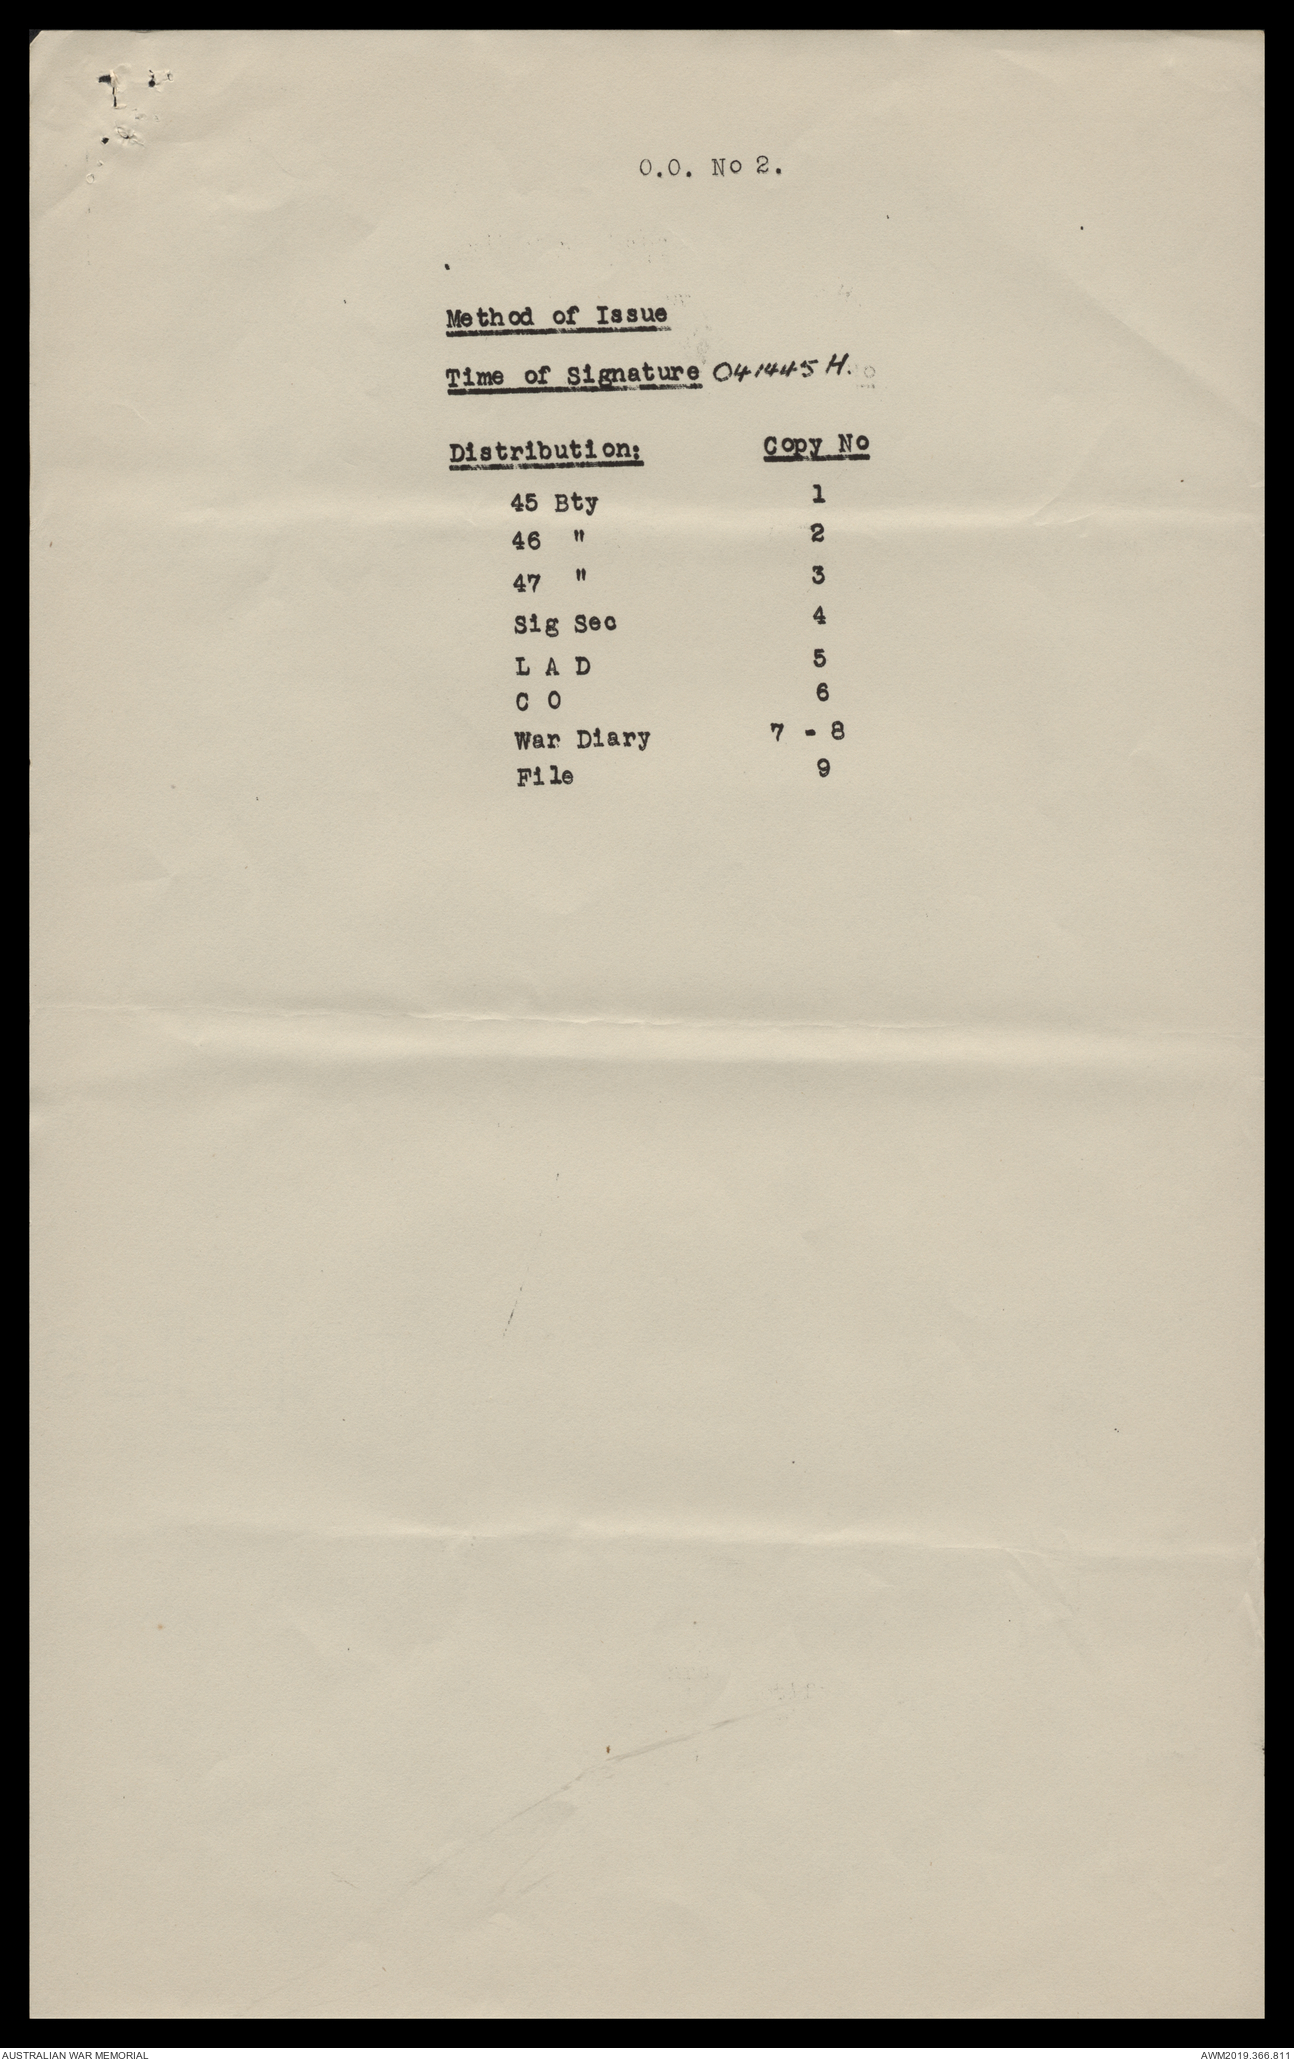 O.O. No 2.
Method of Issue
Time of Signature 041445 H.
Distribution: Copy No
45 Bty 1
46 " 2
47 " 3
Sig Sec 4
L A D 5
C O 6
War Diary 7 - 8
File 9
AUSTRALIAN WAR MEMORIAL AWM2019.366.811